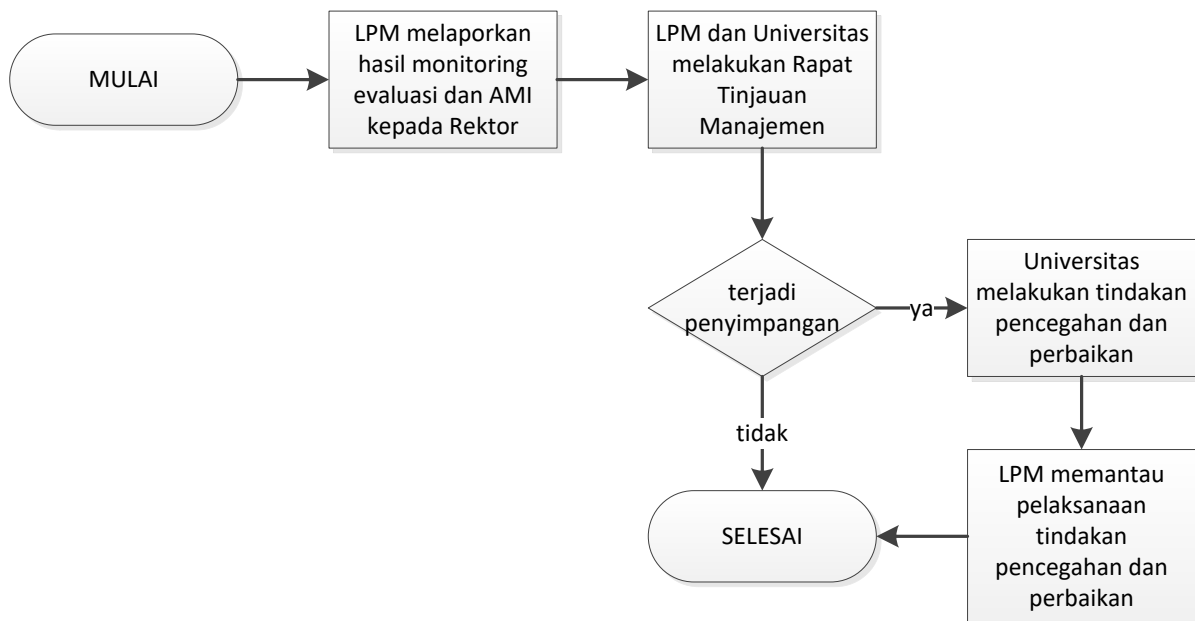 MULAI
LPM melaporkan
hasil monitoring
evaluasi dan AMI
kepada Rektor
LPM dan Universitas
melakukan Rapat
Tinjauan
Manajemen
terjadi
penyimpangan
ya
Universitas
melakukan tindakan
pencegahan dan
perbaikan
tidak
LPM memantau
pelaksanaan
tindakan
pencegahan dan
perbaikan
SELESAI